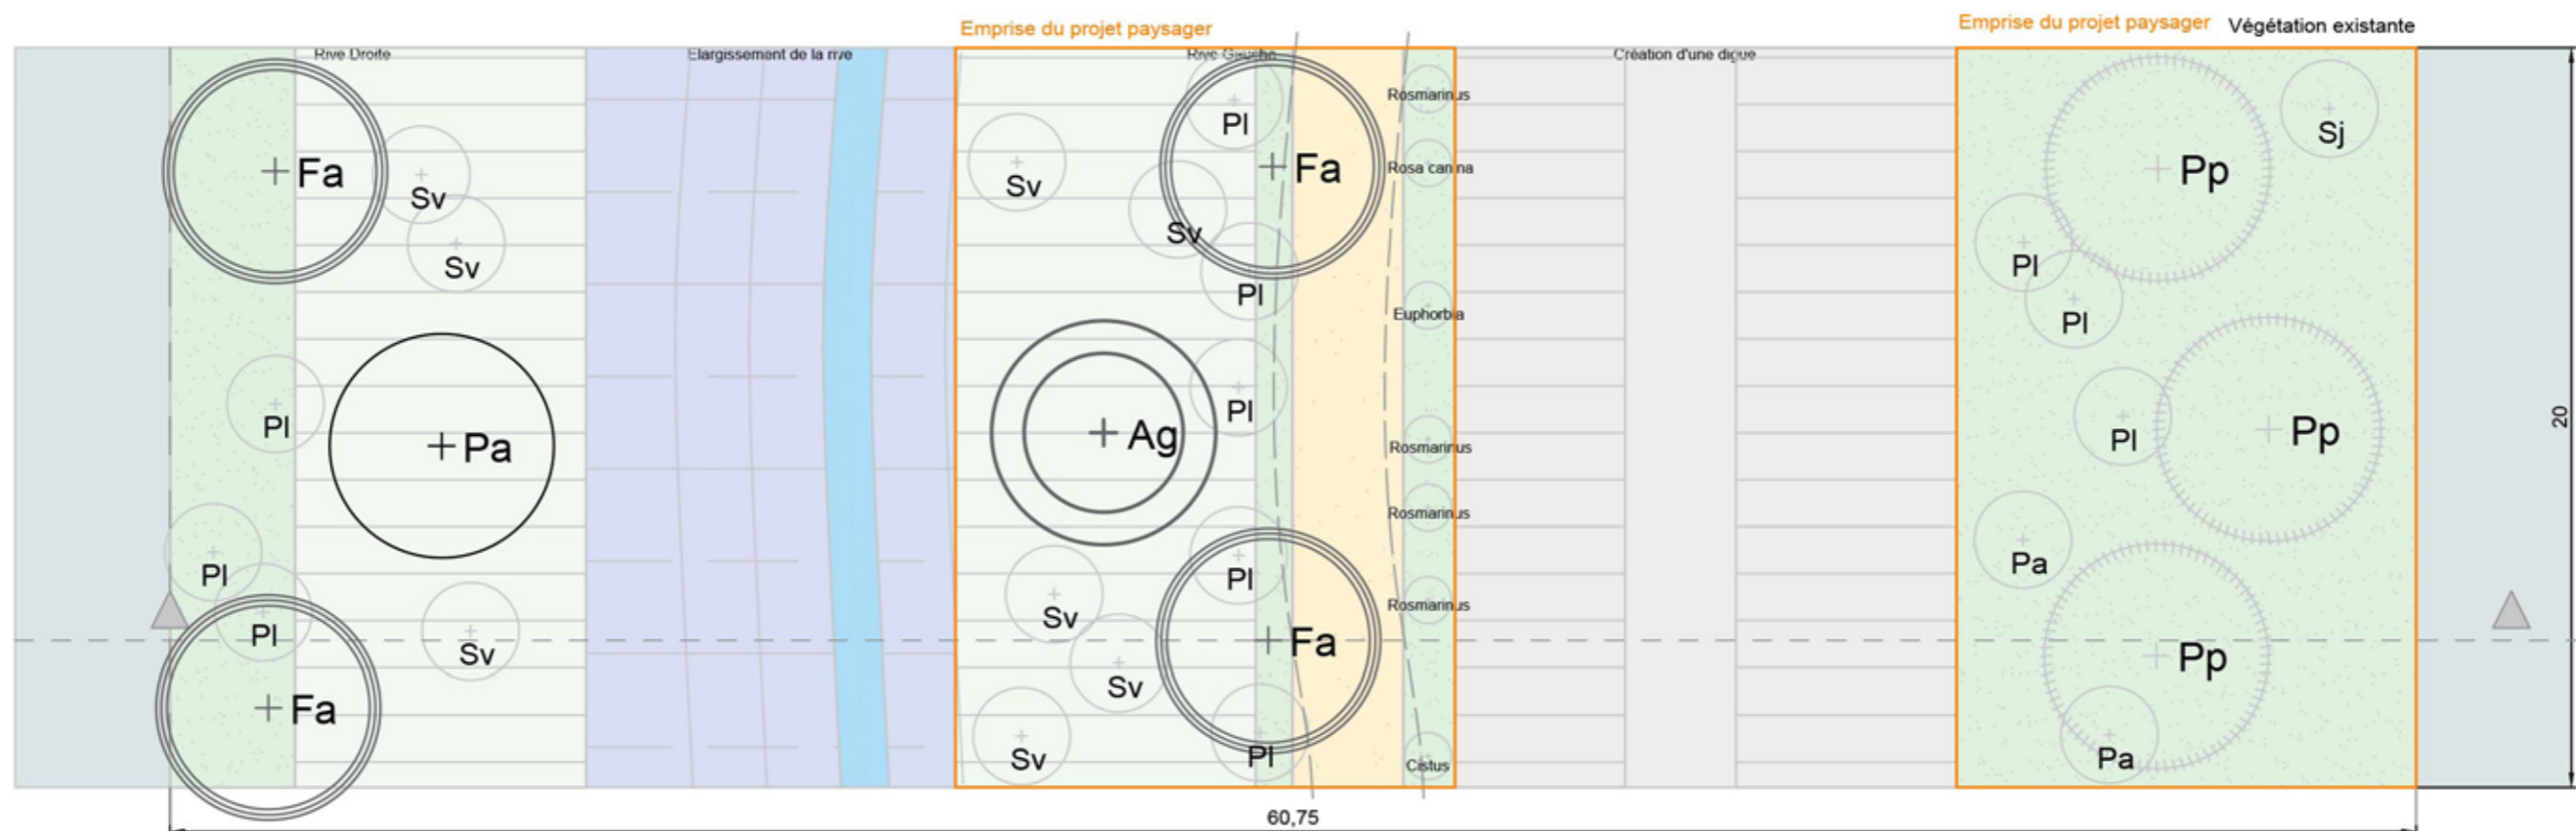 Emprise du projet paysager
Emprise du projet paysager Végétation existante
Rive Droite
Elargissement de la rive
Rive Gauche
Création d'une digue
Rosmarinus
Sj
Pl
Rosa canina
Fa
Sv
Sv
Fa
Pp
Sv
Sv
Pl
Pl
Euphorbia
Pl
Pl
Pa
Pl
Ag
Rosmarinus
Pl
Pp
20
Rosmarinus
Pl
Pl
Pa
Rosmarinus
Pl
Sv
Sv
Fa
Pp
Fa
Sv
Sv
Pl
Cistus
Pa
60,75